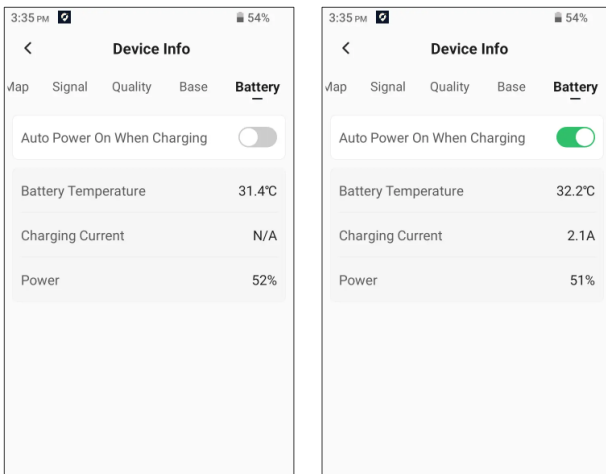 3:35 PM 54%
Device Info
Map Signal Quality Base Battery
Auto Power On When Charging
Battery Temperature 31.4℃
Charging Current N/A
Power 52%
3:35 PM 54%
Device Info
Map Signal Quality Base Battery
Auto Power On When Charging
Battery Temperature 32.2℃
Charging Current 2.1A
Power 51%